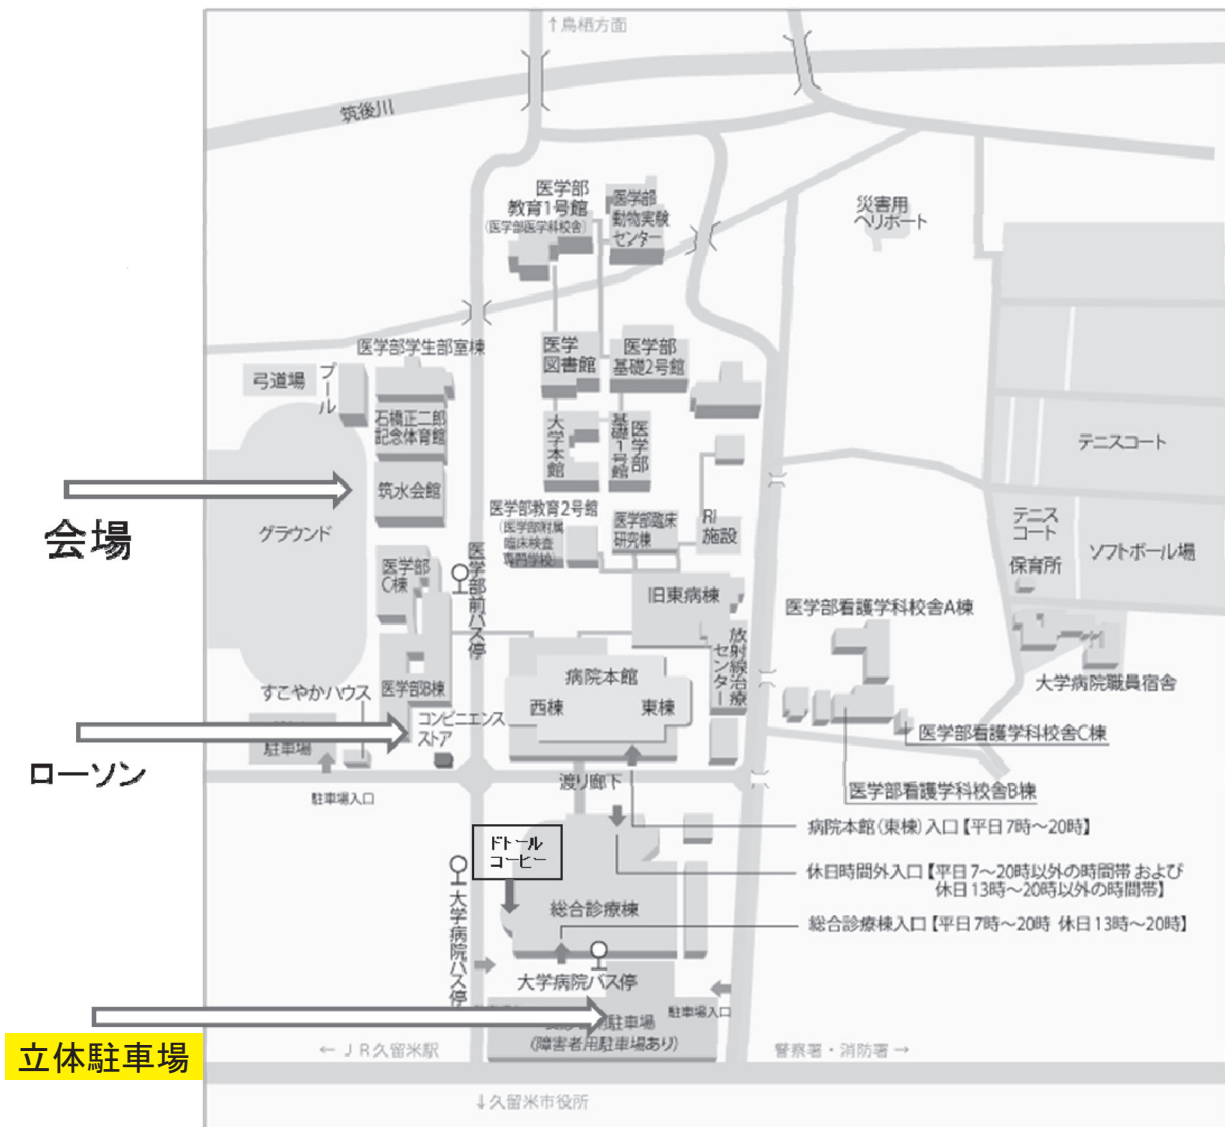 ↑鳥栖方面
筑後川
医学部
教育1号館
(医学部医学科校舎)
医学部
動物実験
センター
災害用
ヘリポート
医学部学生部室棟
弓道場
プール
医学
図書館
医学部
基礎2号館
石橋正二郎
記念体育館
大学本館
医学部
基礎1号館
テニスコート
筑水会館
会場
グラウンド
医学部教育2号館
(医学部附属
臨床検査
専門学校)
医学部臨床
研究棟
RI
施設
テニス
コート
ソフトボール場
保育所
医学部
C棟
医学部前バス停
旧東病棟
医学部看護学科校舎A棟
放射線治療
センター
病院本館
西棟
東棟
すこやかハウス
医学部B棟
大学病院職員宿舎
コンビニエンス
ストア
医学部看護学科校舎C棟
駐車場
ローソン
駐車場入口
渡り廊下
医学部看護学科校舎B棟
病院本館(東棟)入口【平日7時～20時】
ドトール
コーヒー
休日時間外入口【平日7～20時以外の時間帯 および
休日13時～20時以外の時間帯】
大学病院バス停
総合診療棟
総合診療棟入口【平日7時～20時 休日13時～20時】
大学病院バス停
駐車場入口
駐車場
(障害者用駐車場あり)
立体駐車場
← JR久留米駅
警察署・消防署 →
↓久留米市役所